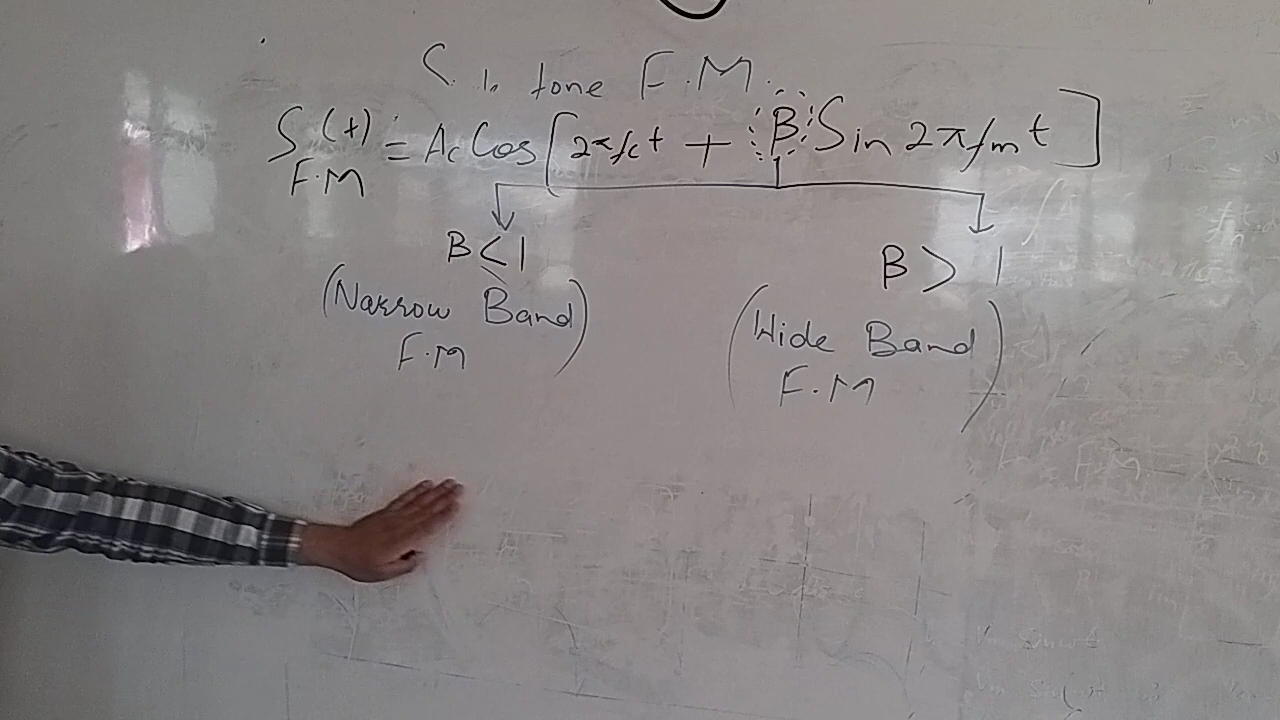 tone F.M.
S(t) = Ac Cos[2πfct + B Sin 2πfmt]
F.M
B < 1
B > 1
(Narrow Band
F.M)
(Wide Band
F.M)